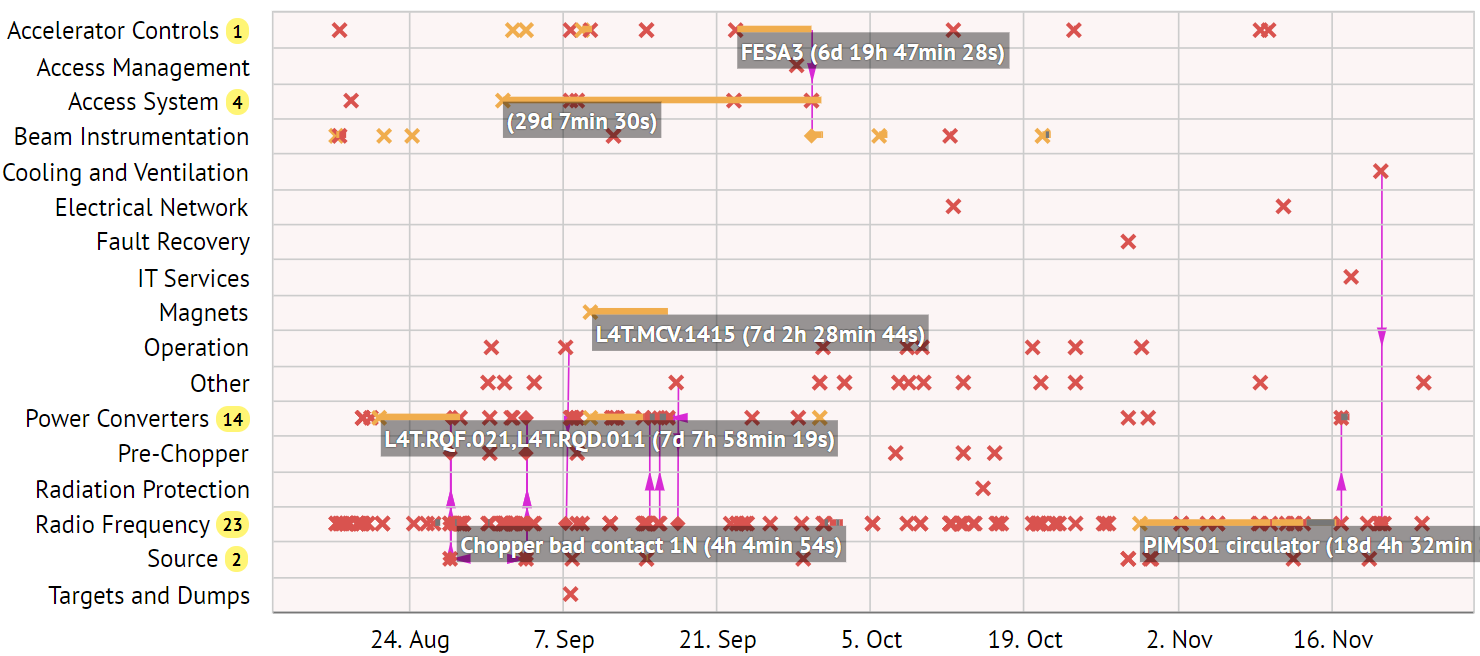 Accelerator Controls 1
FESA3 (6d 19h 47min 28s)
Access Management
Access System 4
(29d 7min 30s)
Beam Instrumentation
Cooling and Ventilation
Electrical Network
Fault Recovery
IT Services
Magnets
L4T.MCV.1415 (7d 2h 28min 44s)
Operation
Other
Power Converters 14
L4T.RQF.021,L4T.RQD.011 (7d 7h 58min 19s)
Pre-Chopper
Radiation Protection
Radio Frequency 23
Chopper bad contact 1N (4h 4min 54s)
PIMS01 circulator (18d 4h 32min
Source 2
Targets and Dumps
24. Aug 7. Sep 21. Sep 5. Oct 19. Oct 2. Nov 16. Nov